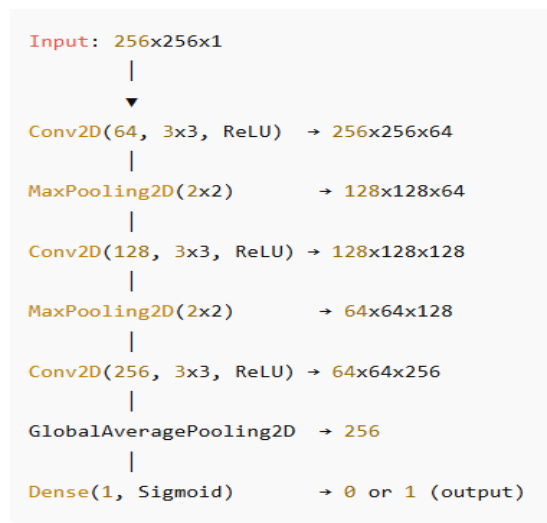 Input: 256x256x1
|
▼
Conv2D(64, 3x3, ReLU) → 256x256x64
|
MaxPooling2D(2x2) → 128x128x64
|
Conv2D(128, 3x3, ReLU) → 128x128x128
|
MaxPooling2D(2x2) → 64x64x128
|
Conv2D(256, 3x3, ReLU) → 64x64x256
|
GlobalAveragePooling2D → 256
|
Dense(1, Sigmoid) → 0 or 1 (output)